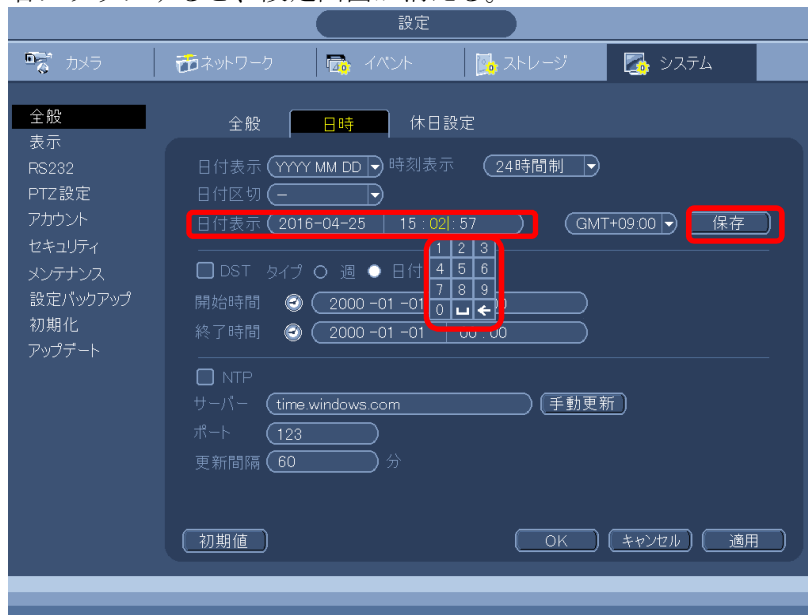 設定
カメラ ネットワーク イベント ストレージ システム
全般
表示
RS232
PTZ設定
アカウント
セキュリティ
メンテナンス
設定バックアップ
初期化
アップデート
全般 日時 休日設定
日付表示 YYYY MM DD 時刻表示 24時間制
日付区切 −
日付表示 2016-04-25 15 : 02 : 57 GMT+09:00 保存
1 2 3
4 5 6
7 8 9
0
DST タイプ 週 日付
開始時間 2000 -01 -01
終了時間 2000 -01 -01 00 : 00
NTP
サーバー time.windows.com 手動更新
ポート 123
更新間隔 60 分
初期値 OK キャンセル 適用